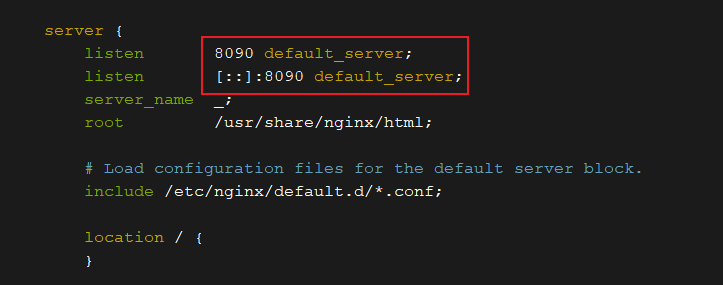 server {
listen 8090 default_server;
listen [::]:8090 default_server;
server_name _;
root /usr/share/nginx/html;
# Load configuration files for the default server block.
include /etc/nginx/default.d/*.conf;
location / {
}